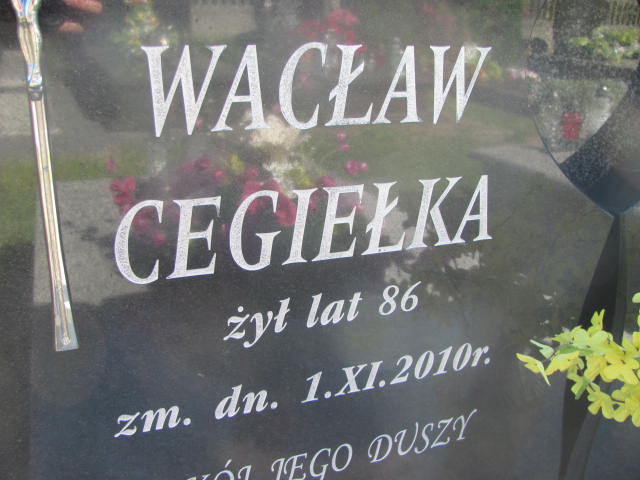 WACŁAW
CEGIEŁKA
żył lat 86
zm. dn. 1.XI.2010r.
JEGO DUSZY